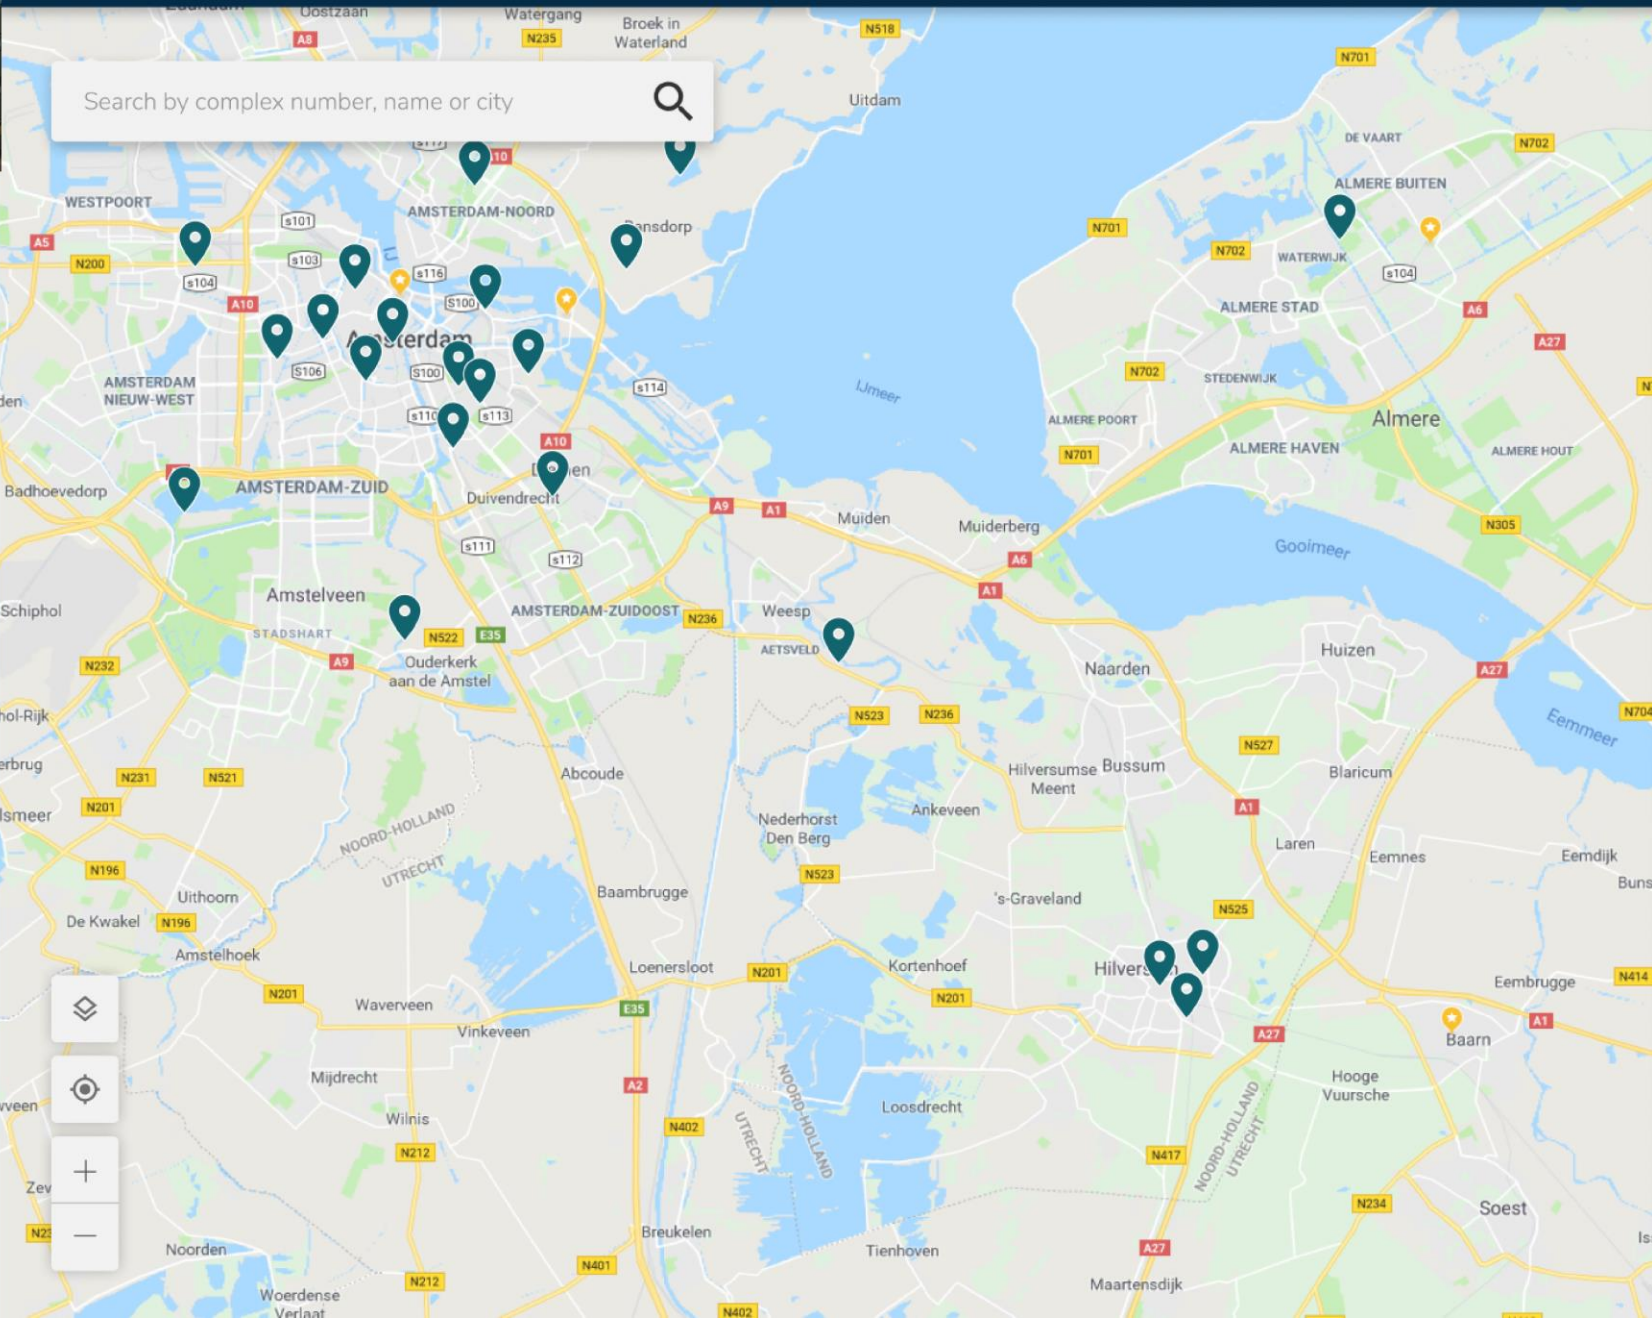 Oostzaan
Watergang
Broek in
Waterland
N518
A8
N235
N701
Search by complex number, name or city
Uitdam
DE VAART
N702
ALMERE BUITEN
WESTPOORT
AMSTERDAM-NOORD
s101
A5
N200
s103
s104
s116
S100
A10
N701
N702
WATERWIJK
s104
ALMERE STAD
A6
A27
Amsterdam
S106
S100
AMSTERDAM
NIEUW-WEST
s114
IJmeer
N702
STEDENWIJK
s110
s113
ALMERE POORT
Almere
A10
N701
ALMERE HAVEN
ALMERE HOUT
Badhoevedorp
AMSTERDAM-ZUID
Duivendrecht
A9
A1
Muiden
Muiderberg
N305
s111
s112
A6
Gooimeer
A1
Schiphol
Amstelveen
STADSHART
AMSTERDAM-ZUIDOOST
N236
Weesp
N522
E35
AETSVELD
N232
A9
Ouderkerk
aan de Amstel
Naarden
Huizen
A27
hol-Rijk
N523
N236
N704
Eemmeer
N527
erbrug
N231
N521
Abcoude
Hilversumse
Meent
Bussum
Blaricum
N201
lsmeer
NOORD-HOLLAND
UTRECHT
Nederhorst
Den Berg
Ankeveen
A1
Laren
Eemnes
Eemdijk
N196
N523
Uithoorn
Baambrugge
's-Graveland
Buns
De Kwakel
N196
N525
Amstelhoek
Loenersloot
N201
Kortenhoef
Eembrugge
N414
N201
Waverveen
E35
N201
Vinkeveen
A27
A1
Baarn
Mijdrecht
A2
Hooge
Vuursche
Wilnis
N402
NOORD-HOLLAND
UTRECHT
Loosdrecht
NOORD-HOLLAND
UTRECHT
N212
N417
Zev
N234
Soest
Noorden
Breukelen
Tienhoven
A27
N212
N401
Maartensdijk
Woerdense
Verlaat
N402